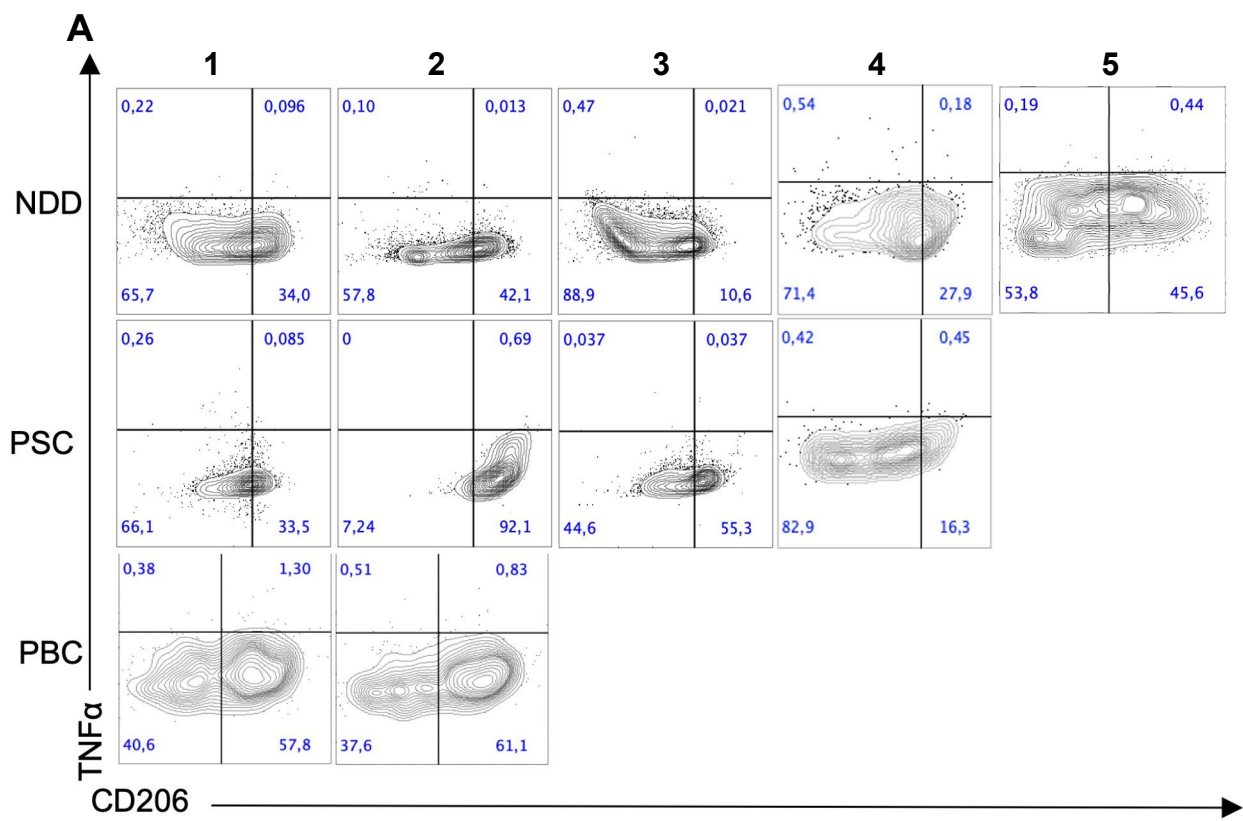 A
1 2 3 4 5
NDD
0,22 0,096 0,10 0,013 0,47 0,021 0,54 0,18 0,19 0,44
65,7 34,0 57,8 42,1 88,9 10,6 71,4 27,9 53,8 45,6
PSC
0,26 0,085 0 0,69 0,037 0,037 0,42 0,45
66,1 33,5 7,24 92,1 44,6 55,3 82,9 16,3
PBC
0,38 1,30 0,51 0,83
40,6 57,8 37,6 61,1
TNFα
CD206